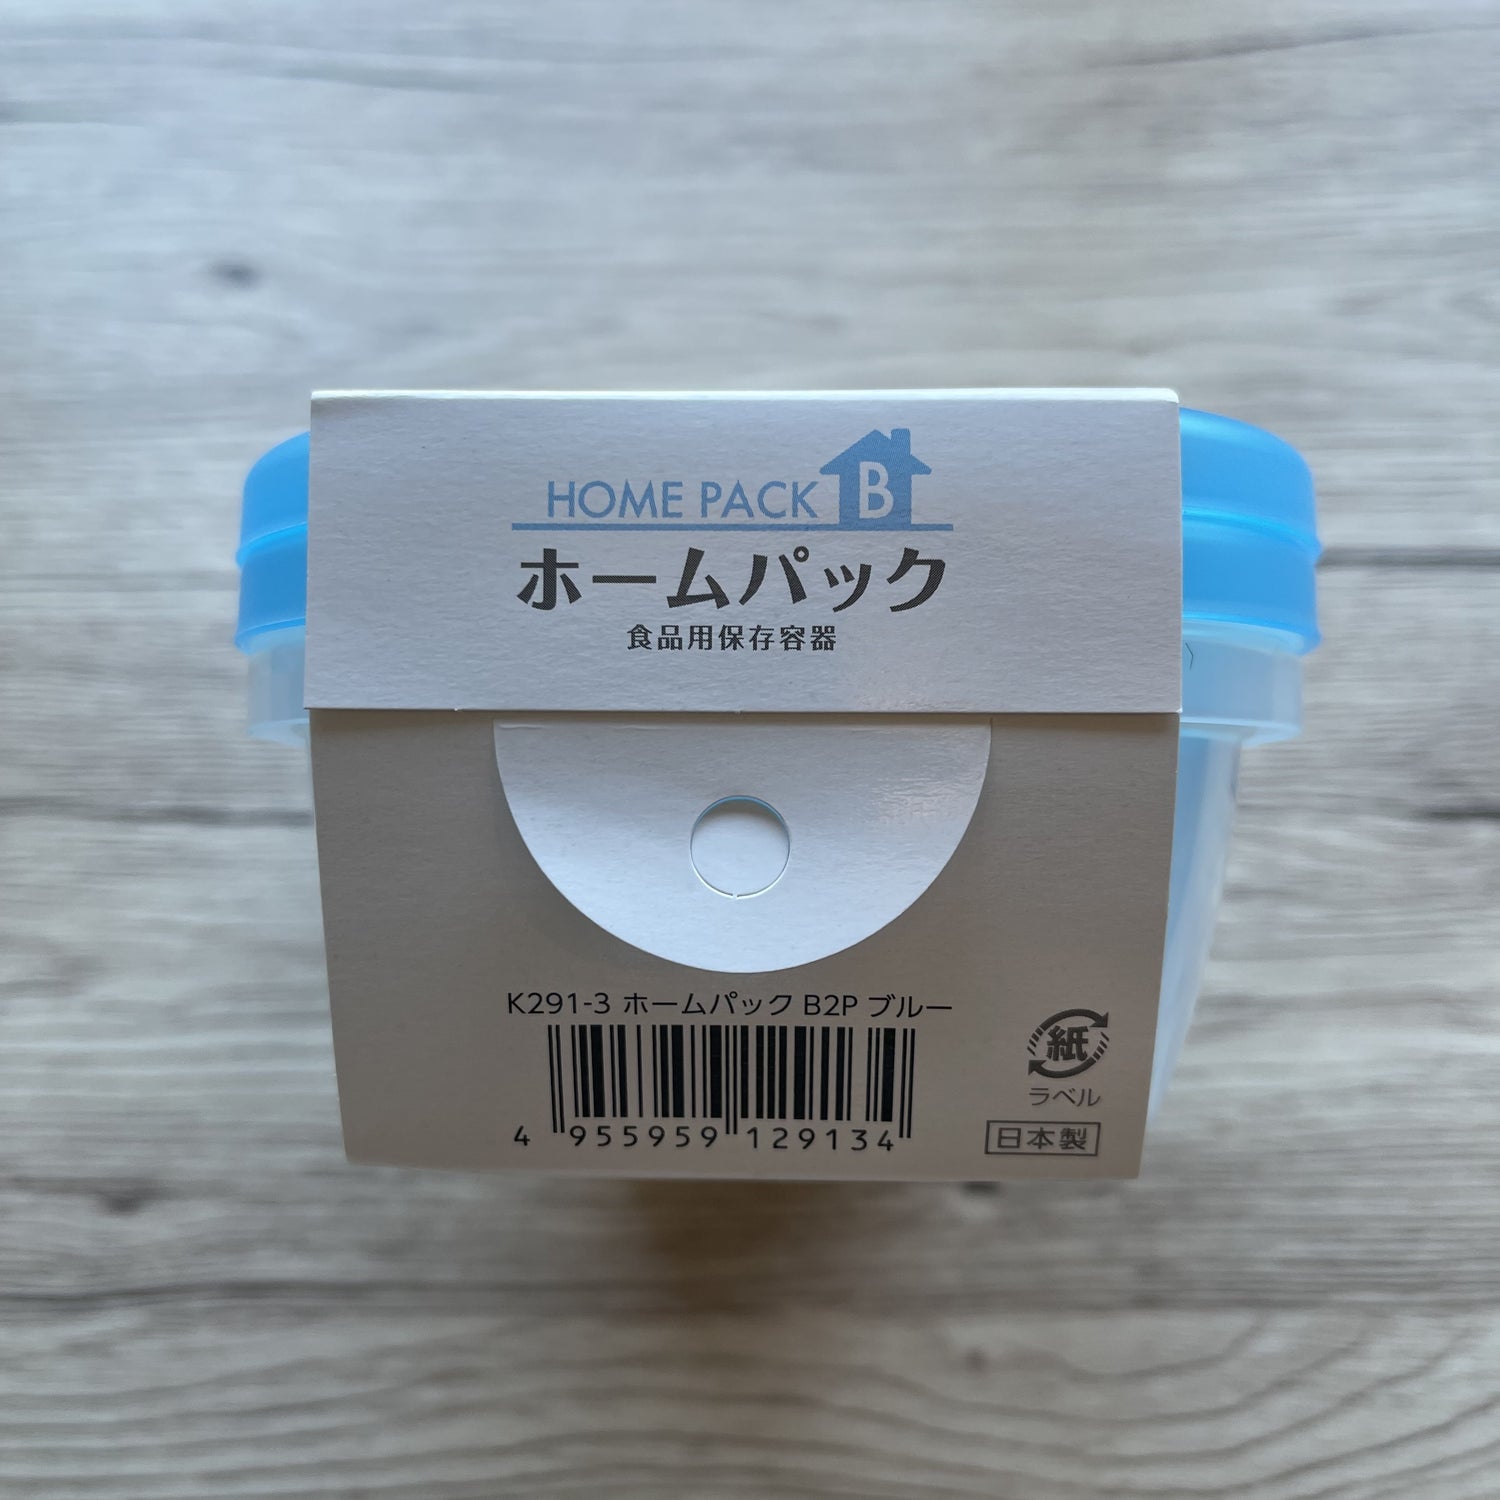 HOME PACK B
ホームパック
食品用保存容器
K291-3 ホームパック B2P ブルー
4 955959 129134
紙
ラベル
日本製